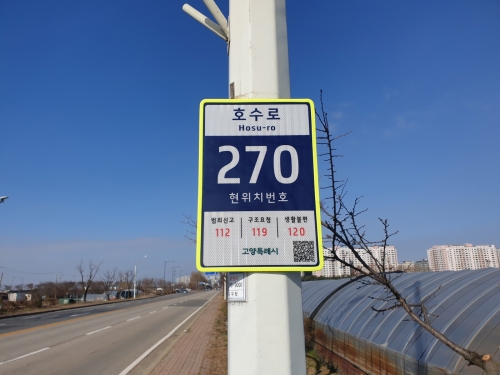 호수로
Hosu-ro
270
현위치번호
범죄신고 구조요청 생활불편
112 119 120
고양특례시